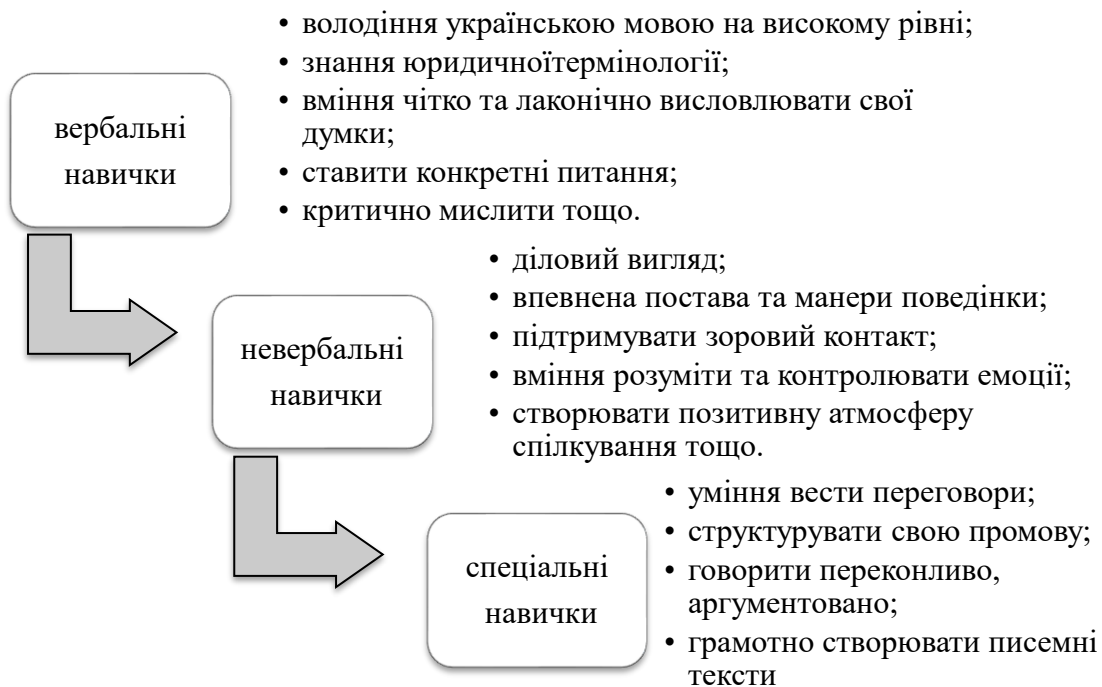 • володіння українською мовою на високому рівні;
• знання юридичноїтермінології;
• вміння чітко та лаконічно висловлювати свої
думки;
• ставити конкретні питання;
• критично мислити тощо.
вербальні
навички
• діловий вигляд;
• впевнена постава та манери поведінки;
• підтримувати зоровий контакт;
• вміння розуміти та контролювати емоції;
• створювати позитивну атмосферу
спілкування тощо.
невербальні
навички
• уміння вести переговори;
• структурувати свою промову;
• говорити переконливо,
аргументовано;
• грамотно створювати писемні
тексти
спеціальні
навички